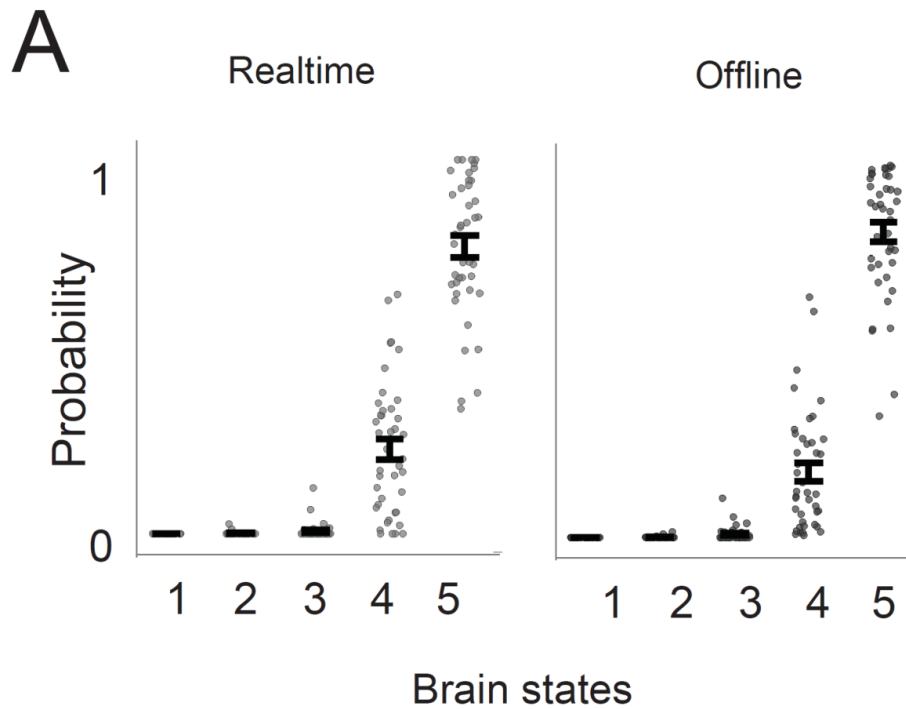 A
Realtime
Offline
1
Probability
0
1 2 3 4 5
1 2 3 4 5
Brain states